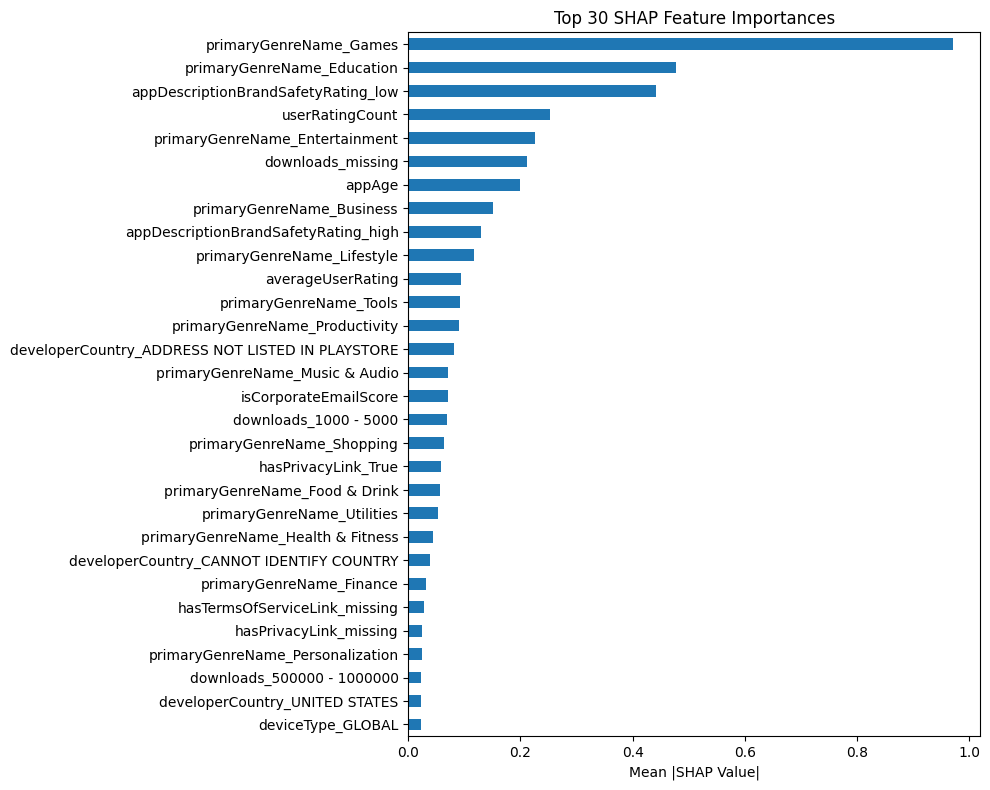 Top 30 SHAP Feature Importances
primaryGenreName_Games
primaryGenreName_Education
appDescriptionBrandSafetyRating_low
userRatingCount
primaryGenreName_Entertainment
downloads_missing
appAge
primaryGenreName_Business
appDescriptionBrandSafetyRating_high
primaryGenreName_Lifestyle
averageUserRating
primaryGenreName_Tools
primaryGenreName_Productivity
developerCountry_ADDRESS NOT LISTED IN PLAYSTORE
primaryGenreName_Music & Audio
isCorporateEmailScore
downloads_1000 - 5000
primaryGenreName_Shopping
hasPrivacyLink_True
primaryGenreName_Food & Drink
primaryGenreName_Utilities
primaryGenreName_Health & Fitness
developerCountry_CANNOT IDENTIFY COUNTRY
primaryGenreName_Finance
hasTermsOfServiceLink_missing
hasPrivacyLink_missing
primaryGenreName_Personalization
downloads_500000 - 1000000
developerCountry_UNITED STATES
deviceType_GLOBAL
0.0 0.2 0.4 0.6 0.8 1.0
Mean |SHAP Value|